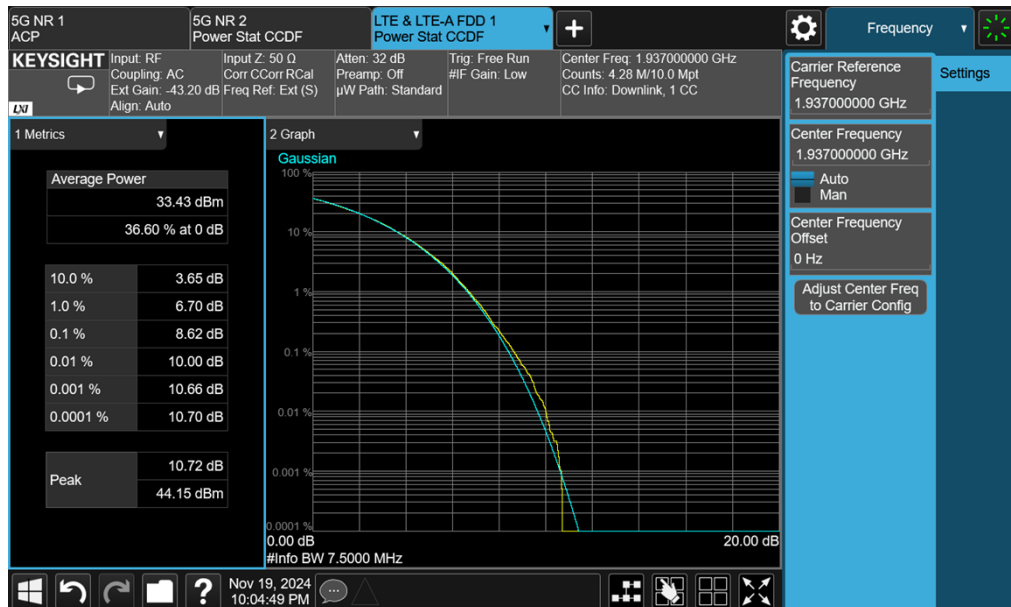 5G NR 1
ACP
5G NR 2
Power Stat CCDF
LTE & LTE-A FDD 1
Power Stat CCDF
Frequency
KEYSIGHT
LXI
Input: RF
Coupling: AC
Ext Gain: -43.20 dB
Align: Auto
Input Z: 50 Ω
Corr CCorr RCal
Freq Ref: Ext (S)
Atten: 32 dB
Preamp: Off
µW Path: Standard
Trig: Free Run
#IF Gain: Low
Center Freq: 1.937000000 GHz
Counts: 4.28 M/10.0 Mpt
CC Info: Downlink, 1 CC
Carrier Reference
Frequency
1.937000000 GHz
Settings
Center Frequency
1.937000000 GHz
Auto
Man
Center Frequency
Offset
0 Hz
Adjust Center Freq
to Carrier Config
1 Metrics
Average Power
33.43 dBm
36.60 % at 0 dB
10.0 % 3.65 dB
1.0 % 6.70 dB
0.1 % 8.62 dB
0.01 % 10.00 dB
0.001 % 10.66 dB
0.0001 % 10.70 dB
Peak
10.72 dB
44.15 dBm
2 Graph
Gaussian
100 %
10 %
1 %
0.1 %
0.01 %
0.001 %
0.0001 %
0.00 dB 20.00 dB
#Info BW 7.5000 MHz
?
Nov 19, 2024
10:04:49 PM